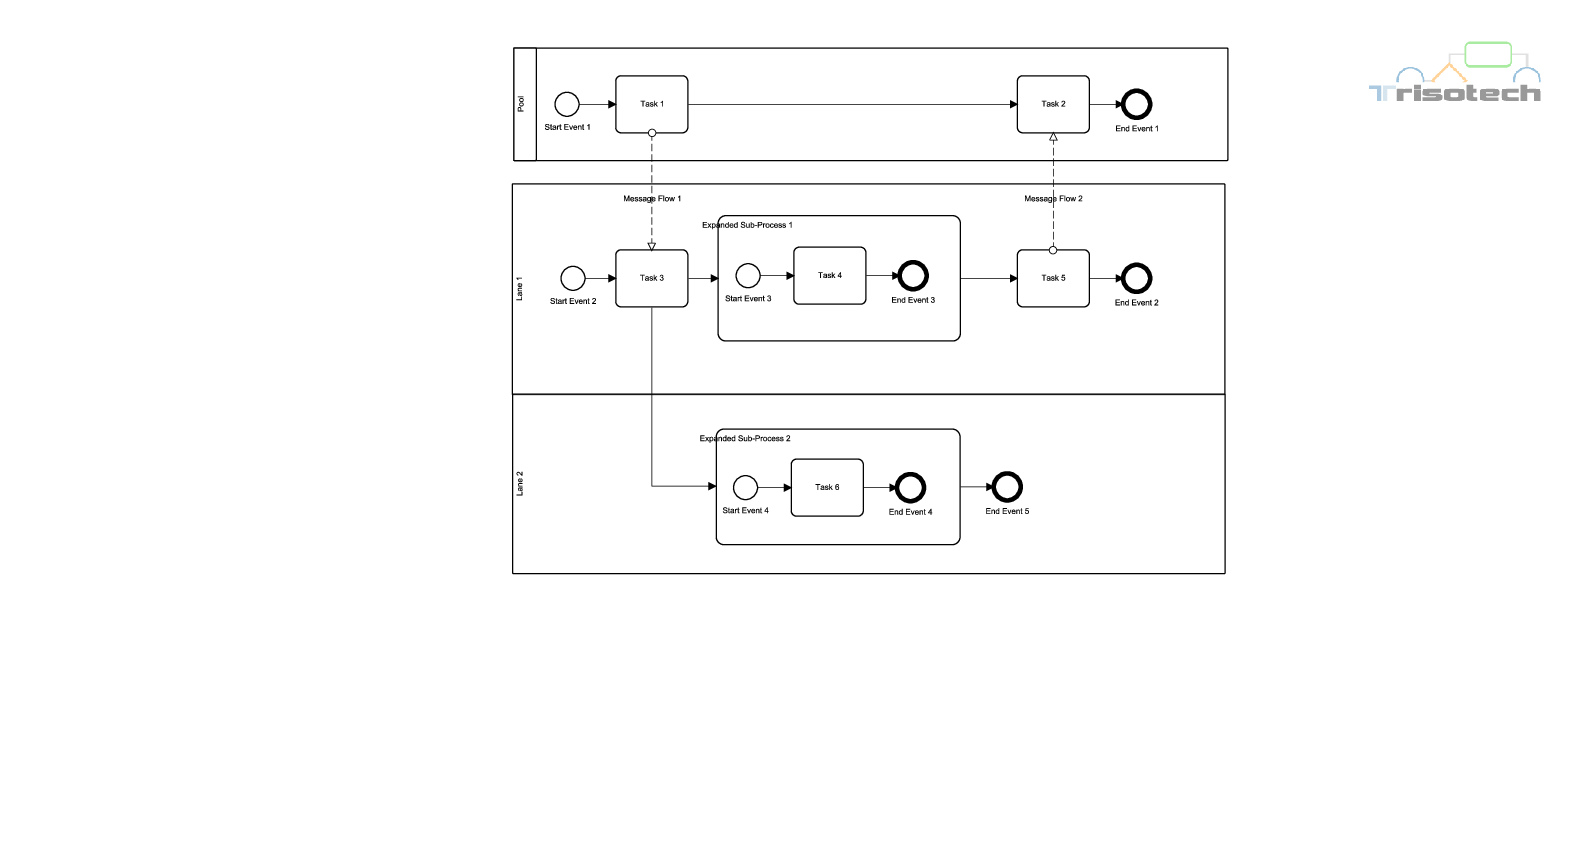 Trisotech
Pool
Start Event 1
Task 1
Task 2
End Event 1
Message Flow 1
Message Flow 2
Lane 1
Start Event 2
Task 3
Expanded Sub-Process 1
Start Event 3
Task 4
End Event 3
Task 5
End Event 2
Lane 2
Expanded Sub-Process 2
Start Event 4
Task 6
End Event 4
End Event 5